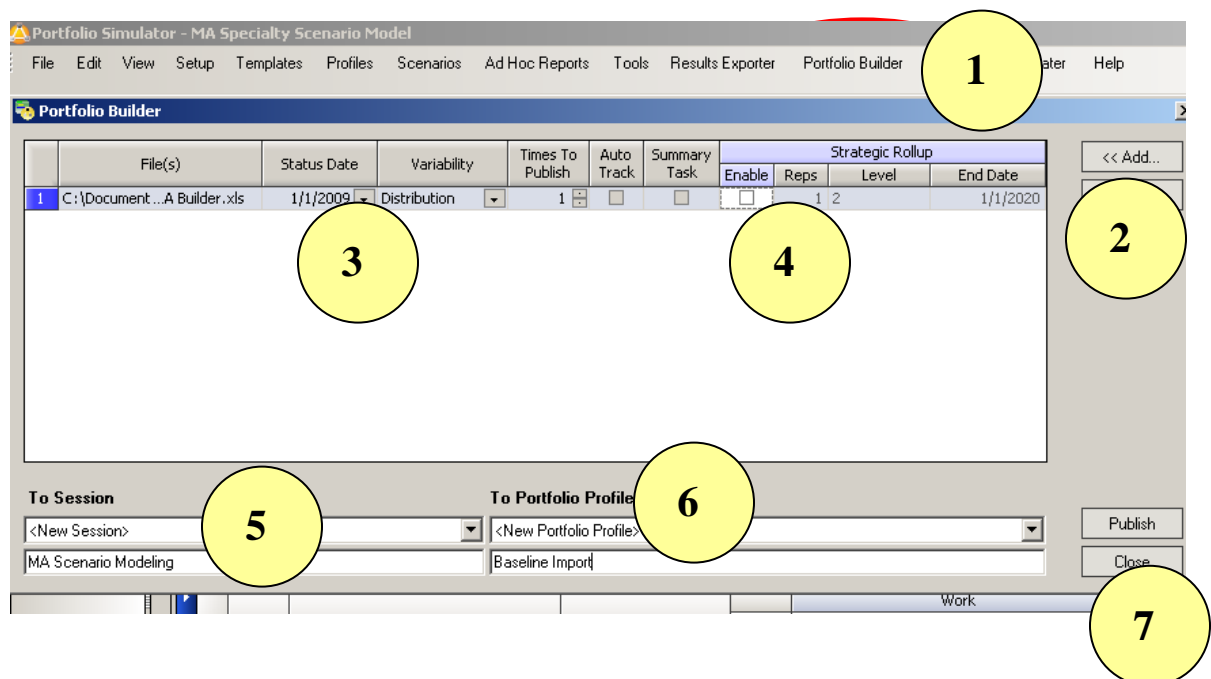 Portfolio Simulator - MA Specialty Scenario Model
File Edit View Setup Templates Profiles Scenarios Ad Hoc Reports Tools Results Exporter Portfolio Builder ater Help
1
Portfolio Builder
File(s) Status Date Variability Times To Publish Auto Track Summary Task Strategic Rollup
Enable Reps Level End Date
<< Add...
1 C:\Document ...A Builder.xls 1/1/2009 Distribution 1 1 2 1/1/2020
2
3
4
To Session To Portfolio Profile
5
6
<New Session> <New Portfolio Profile>
Publish
MA Scenario Modeling Baseline Import
Close
Work
7